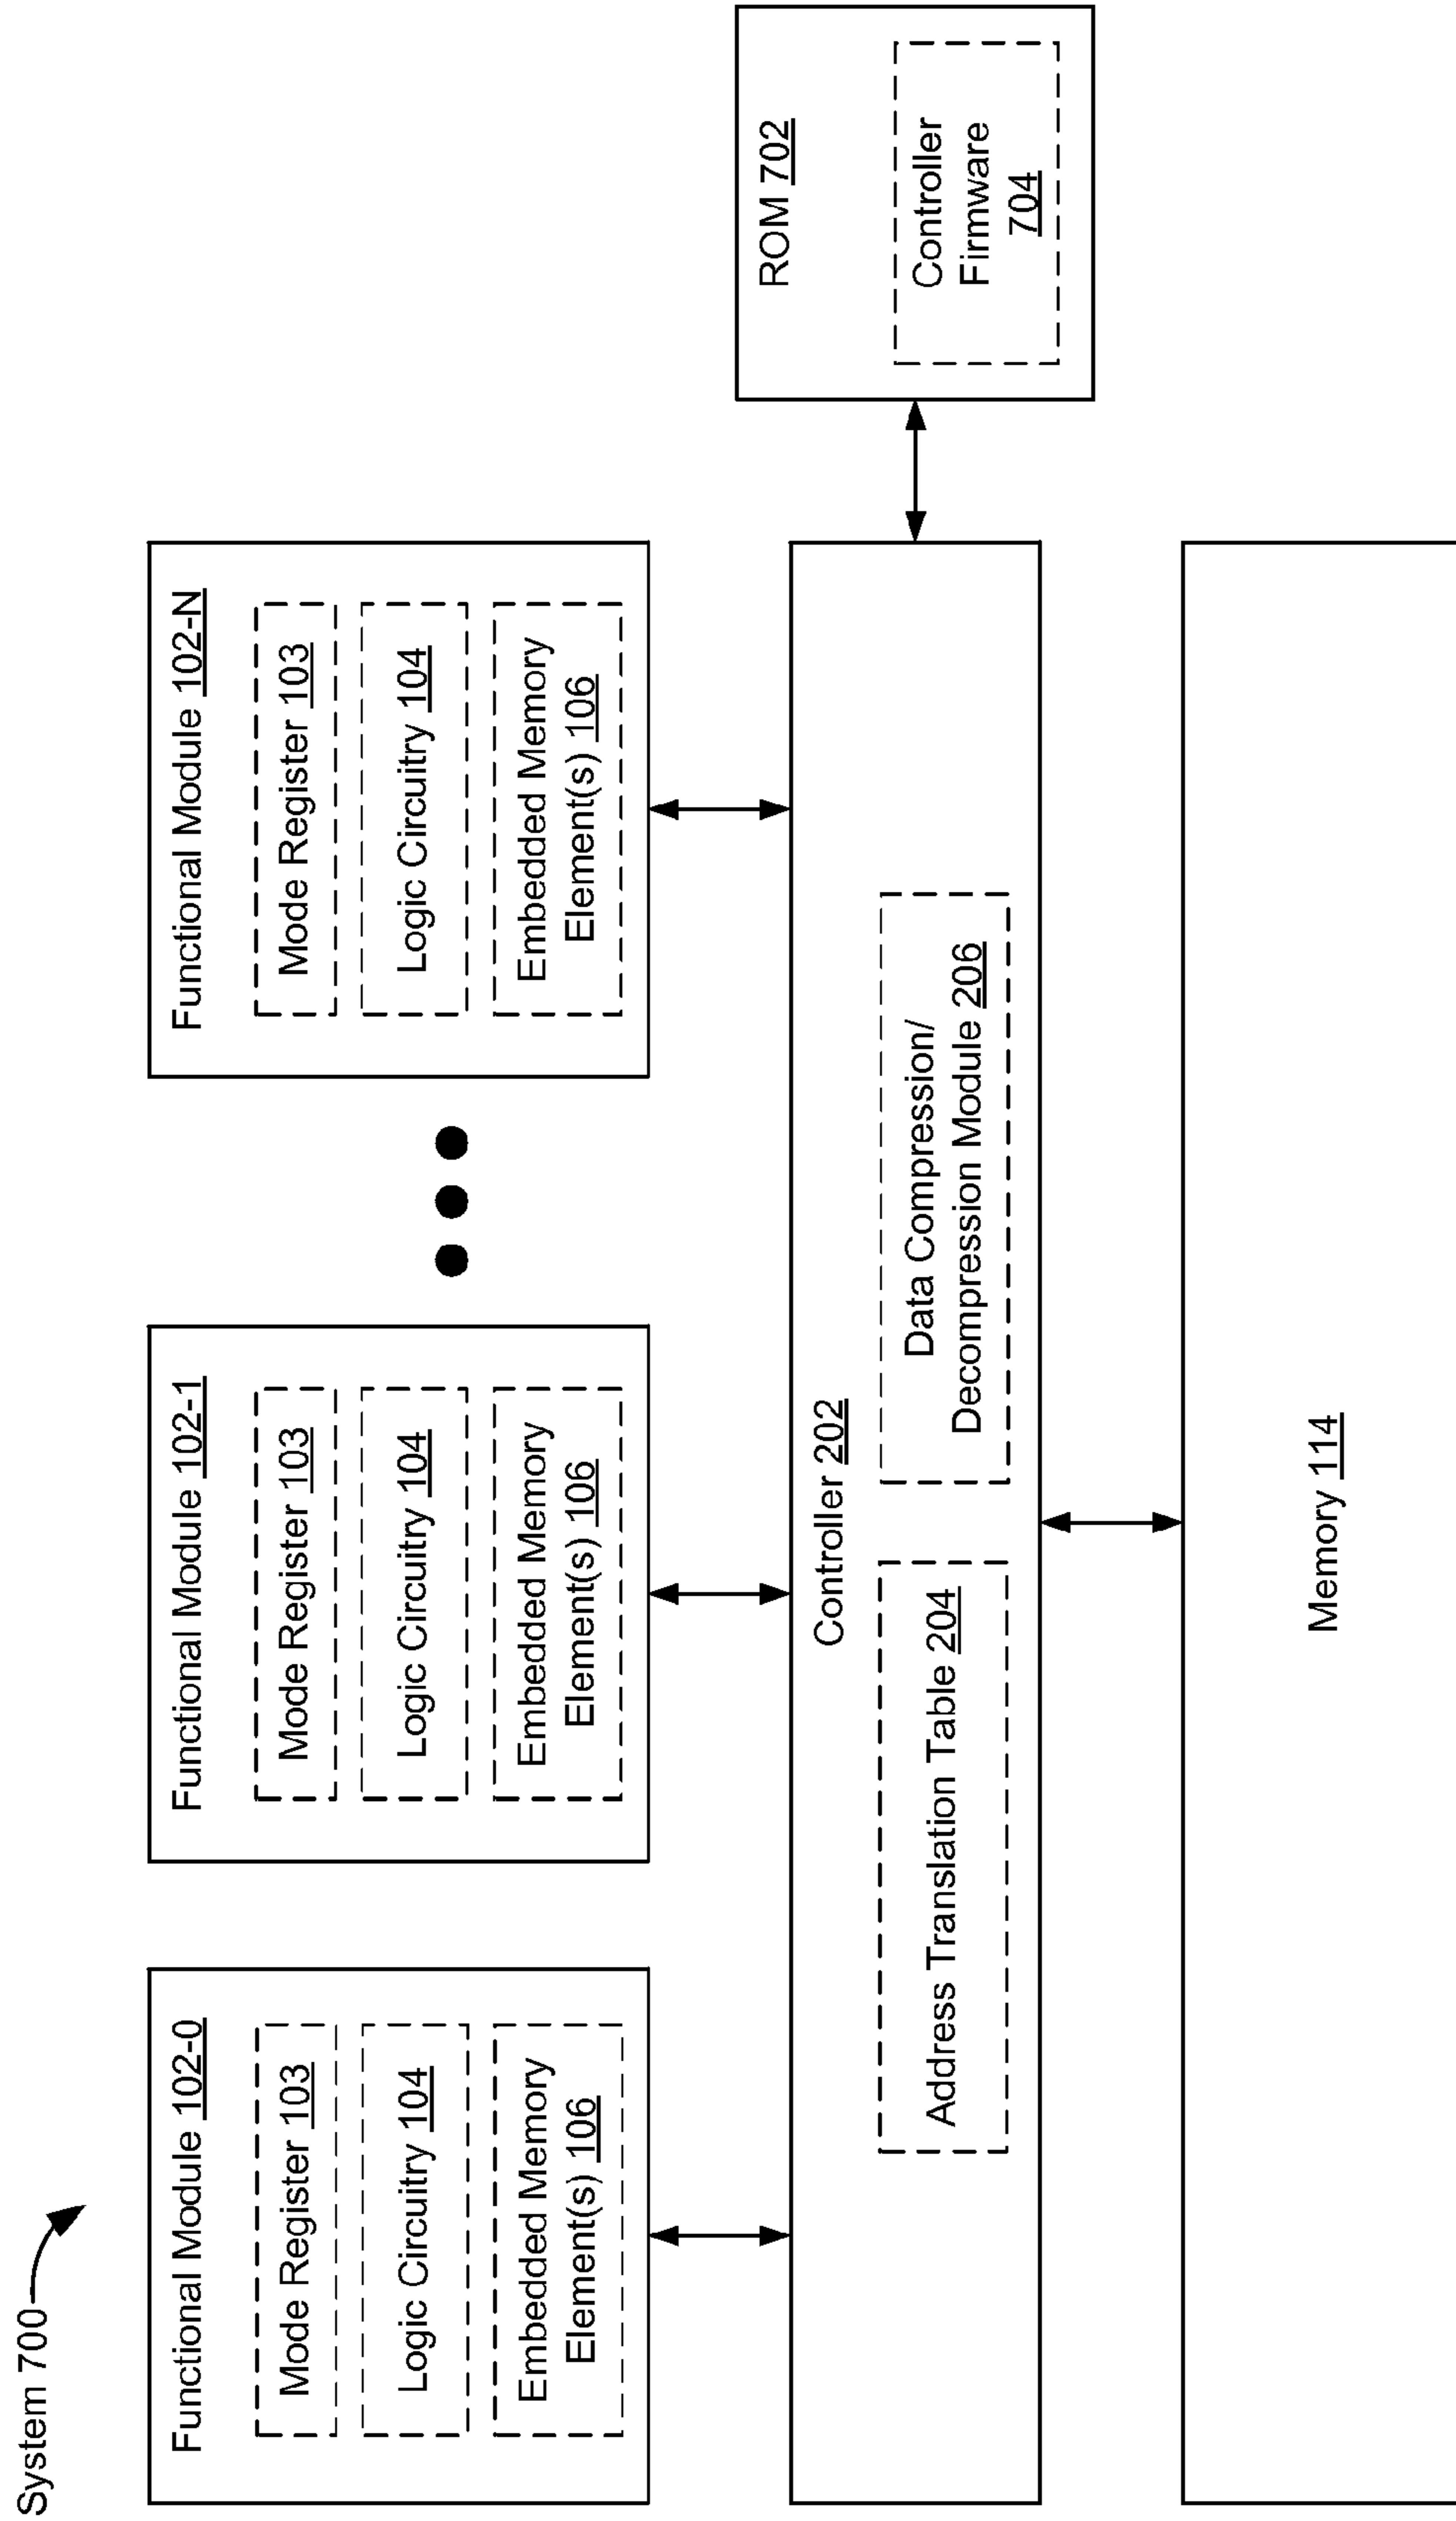 System 700
Functional Module 102-0
Mode Register 103
Logic Circuitry 104
Embedded Memory
Element(s) 106
Functional Module 102-1
Mode Register 103
Logic Circuitry 104
Embedded Memory
Element(s) 106
Functional Module 102-N
Mode Register 103
Logic Circuitry 104
Embedded Memory
Element(s) 106
Controller 202
Address Translation Table 204
Data Compression/
Decompression Module 206
ROM 702
Controller
Firmware
704
Memory 114